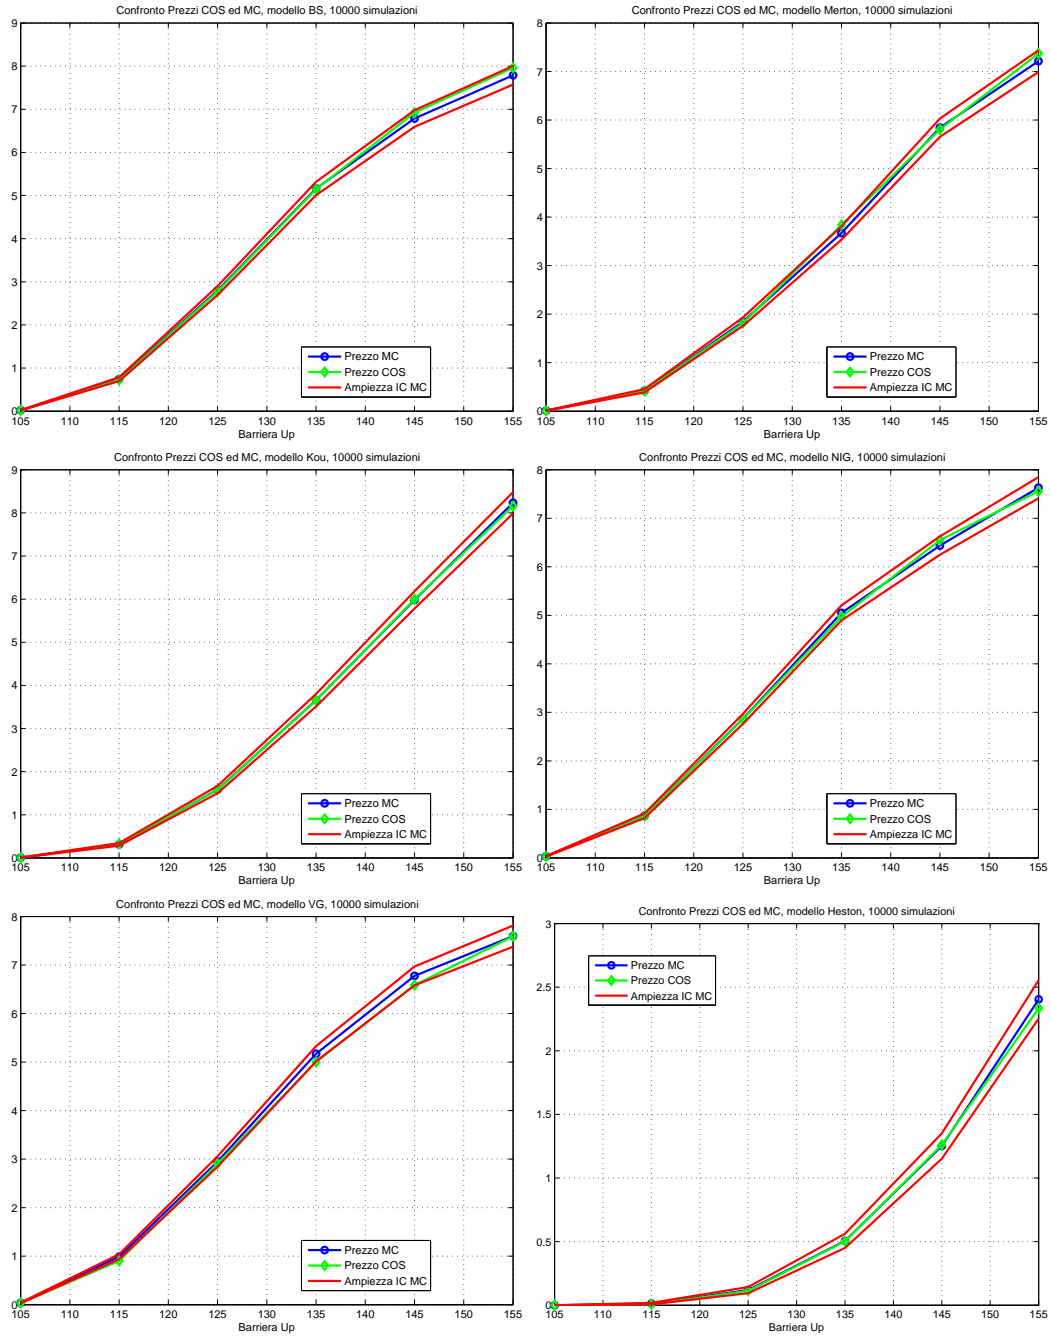 Confronto Prezzi COS ed MC, modello BS, 10000 simulazioni
9
8
7
6
5
4
3
2
1
0
Prezzo MC
Prezzo COS
Ampiezza IC MC
105 110 115 120 125 130 135 140 145 150 155
Barriera Up
Confronto Prezzi COS ed MC, modello Merton, 10000 simulazioni
8
7
6
5
4
3
2
1
0
Prezzo MC
Prezzo COS
Ampiezza IC MC
105 110 115 120 125 130 135 140 145 150 155
Barriera Up
Confronto Prezzi COS ed MC, modello Kou, 10000 simulazioni
9
8
7
6
5
4
3
2
1
0
Prezzo MC
Prezzo COS
Ampiezza IC MC
105 110 115 120 125 130 135 140 145 150 155
Barriera Up
Confronto Prezzi COS ed MC, modello NIG, 10000 simulazioni
8
7
6
5
4
3
2
1
0
Prezzo MC
Prezzo COS
Ampiezza IC MC
105 110 115 120 125 130 135 140 145 150 155
Barriera Up
Confronto Prezzi COS ed MC, modello VG, 10000 simulazioni
8
7
6
5
4
3
2
1
0
Prezzo MC
Prezzo COS
Ampiezza IC MC
105 110 115 120 125 130 135 140 145 150 155
Barriera Up
Confronto Prezzi COS ed MC, modello Heston, 10000 simulazioni
3
Prezzo MC
Prezzo COS
Ampiezza IC MC
2.5
2
1.5
1
0.5
0
105 110 115 120 125 130 135 140 145 150 155
Barriera Up